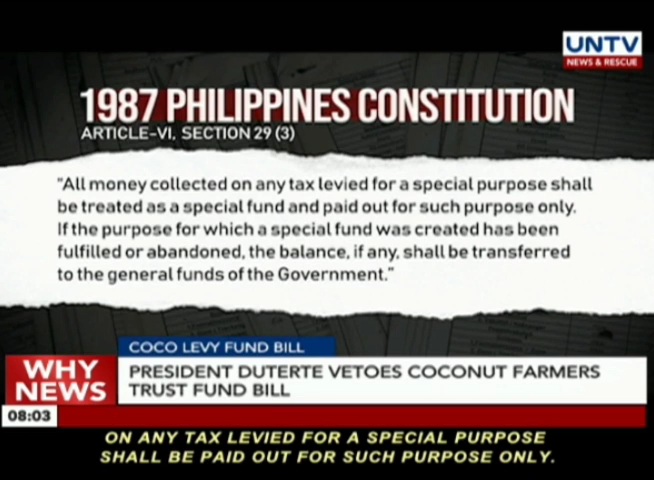 UNTV
NEWS & RESCUE
1987 PHILIPPINES CONSTITUTION
ARTICLE-VI, SECTION 29 (3)
"All money collected on any tax levied for a special purpose shall
be treated as a special fund and paid out for such purpose only.
If the purpose for which a special fund was created has been
fulfilled or abandoned, the balance, if any, shall be transferred
to the general funds of the Government."
COCO LEVY FUND BILL
WHY
NEWS
PRESIDENT DUTERTE VETOES COCONUT FARMERS
TRUST FUND BILL
08:03
ON ANY TAX LEVIED FOR A SPECIAL PURPOSE
SHALL BE PAID OUT FOR SUCH PURPOSE ONLY.